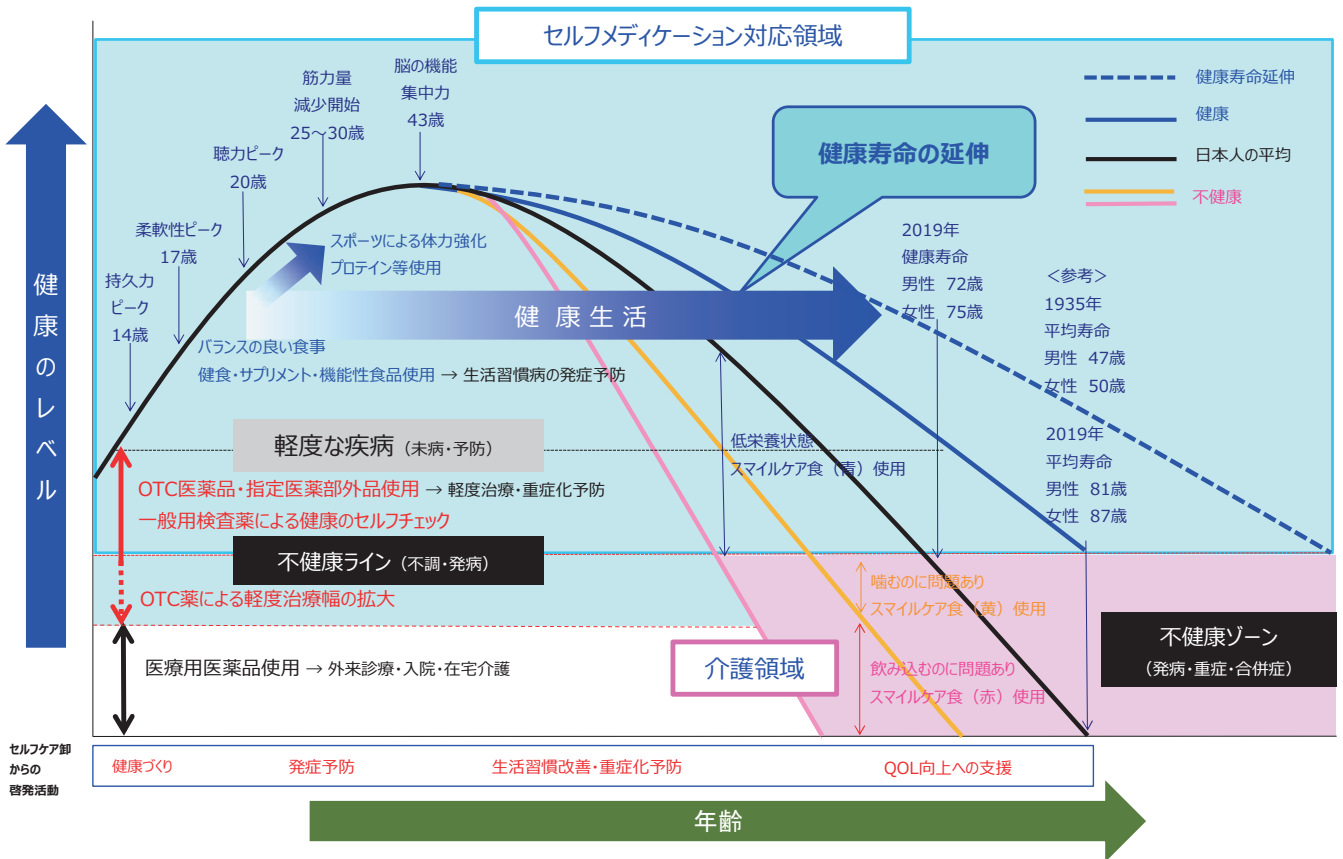 セルフメディケーション対応領域
健康寿命延伸
健康
日本人の平均
不健康
脳の機能
集中力
43歳
筋力量
減少開始
25～30歳
聴力ピーク
20歳
柔軟性ピーク
17歳
持久力
ピーク
14歳
健康のレベル
健康寿命の延伸
スポーツによる体力強化
プロテイン等使用
健康生活
バランスの良い食事
健食・サプリメント・機能性食品使用 → 生活習慣病の発症予防
2019年
健康寿命
男性 72歳
女性 75歳
＜参考＞
1935年
平均寿命
男性 47歳
女性 50歳
2019年
平均寿命
男性 81歳
女性 87歳
軽度な疾病（未病・予防）
低栄養状態
スマイルケア食（青）使用
OTC医薬品・指定医薬部外品使用 → 軽度治療・重症化予防
一般用検査薬による健康のセルフチェック
不健康ライン（不調・発病）
OTC薬による軽度治療幅の拡大
噛むのに問題あり
スマイルケア食（黄）使用
医療用医薬品使用 → 外来診療・入院・在宅介護
介護領域
飲み込むのに問題あり
スマイルケア食（赤）使用
不健康ゾーン
（発病・重症・合併症）
セルフケア卸
からの
啓発活動
健康づくり
発症予防
生活習慣改善・重症化予防
QOL向上への支援
年齢